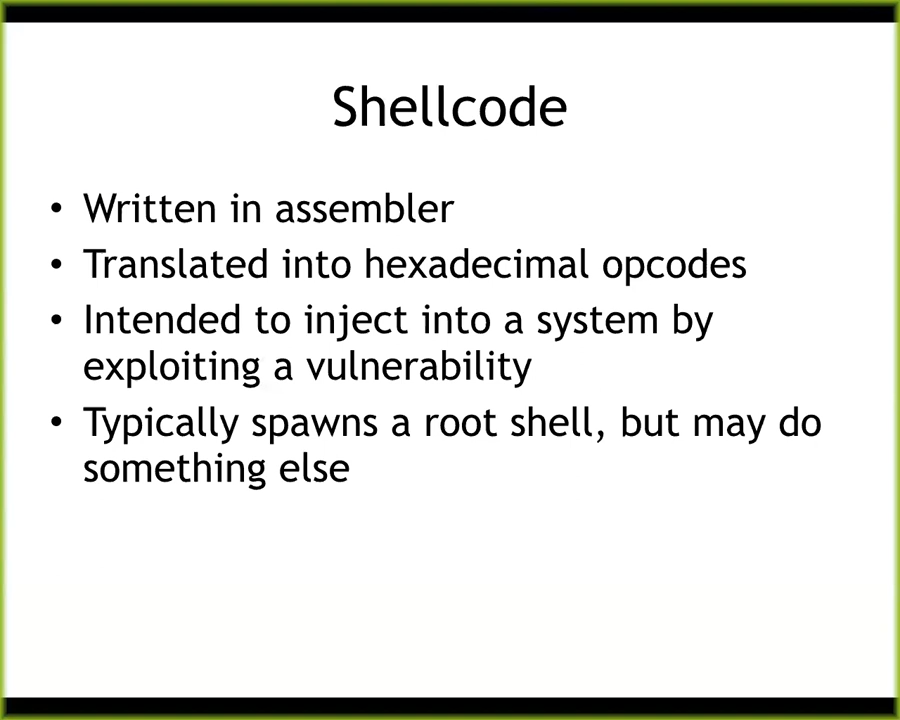 Shellcode
• Written in assembler
• Translated into hexadecimal opcodes
• Intended to inject into a system by
exploiting a vulnerability
• Typically spawns a root shell, but may do
something else